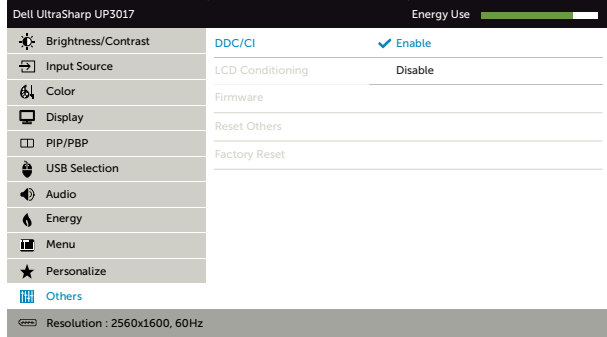 Dell UltraSharp UP3017 Energy Use
Brightness/Contrast DDC/CI Enable
Input Source LCD Conditioning Disable
Color Firmware
Display Reset Others
PIP/PBP Factory Reset
USB Selection
Audio
Energy
Menu
Personalize
Others
Resolution : 2560x1600, 60Hz